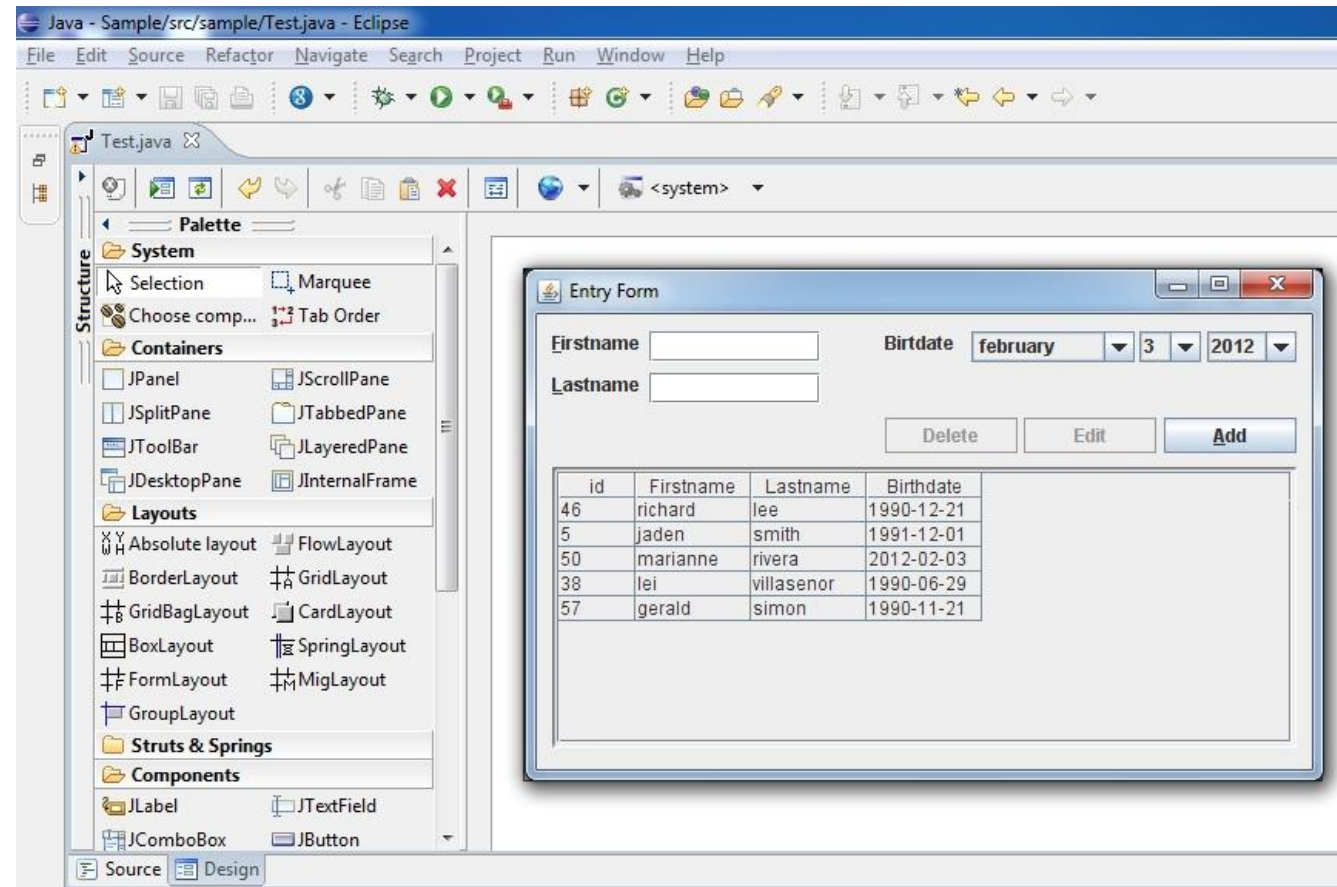 Java - Sample/src/sample/Test.java - Eclipse
File Edit Source Refactor Navigate Search Project Run Window Help
Test.java
<system>
Palette
Structure
System
Selection Marquee
Choose comp... Tab Order
Containers
JPanel JScrollPane
JSplitPane JTabbedPane
JToolBar JLayeredPane
JDesktopPane JInternalFrame
Layouts
Absolute layout FlowLayout
BorderLayout GridLayout
GridBagLayout CardLayout
BoxLayout SpringLayout
FormLayout MigLayout
GroupLayout
Struts & Springs
Components
JLabel JTextField
JComboBox JButton
Source Design
Entry Form
Firstname Birtdate february 3 2012
Lastname
Delete Edit Add
id Firstname Lastname Birthdate
46 richard lee 1990-12-21
5 jaden smith 1991-12-01
50 marianne rivera 2012-02-03
38 lei villasenor 1990-06-29
57 gerald simon 1990-11-21